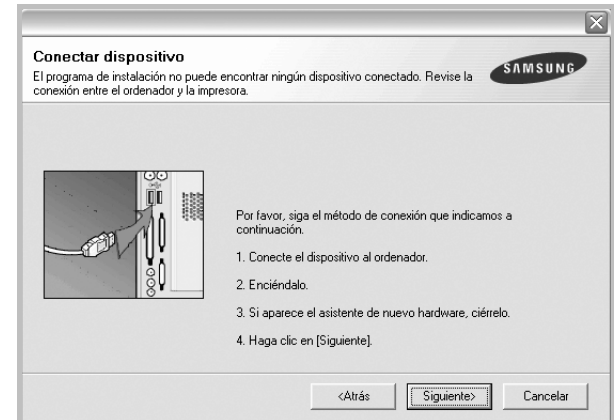 Conectar dispositivo
El programa de instalación no puede encontrar ningún dispositivo conectado. Revise la
conexión entre el ordenador y la impresora.
SAMSUNG
Por favor, siga el método de conexión que indicamos a
continuación.
1. Conecte el dispositivo al ordenador.
2. Enciéndalo.
3. Si aparece el asistente de nuevo hardware, ciérrelo.
4. Haga clic en [Siguiente].
<Atrás
Siguiente>
Cancelar